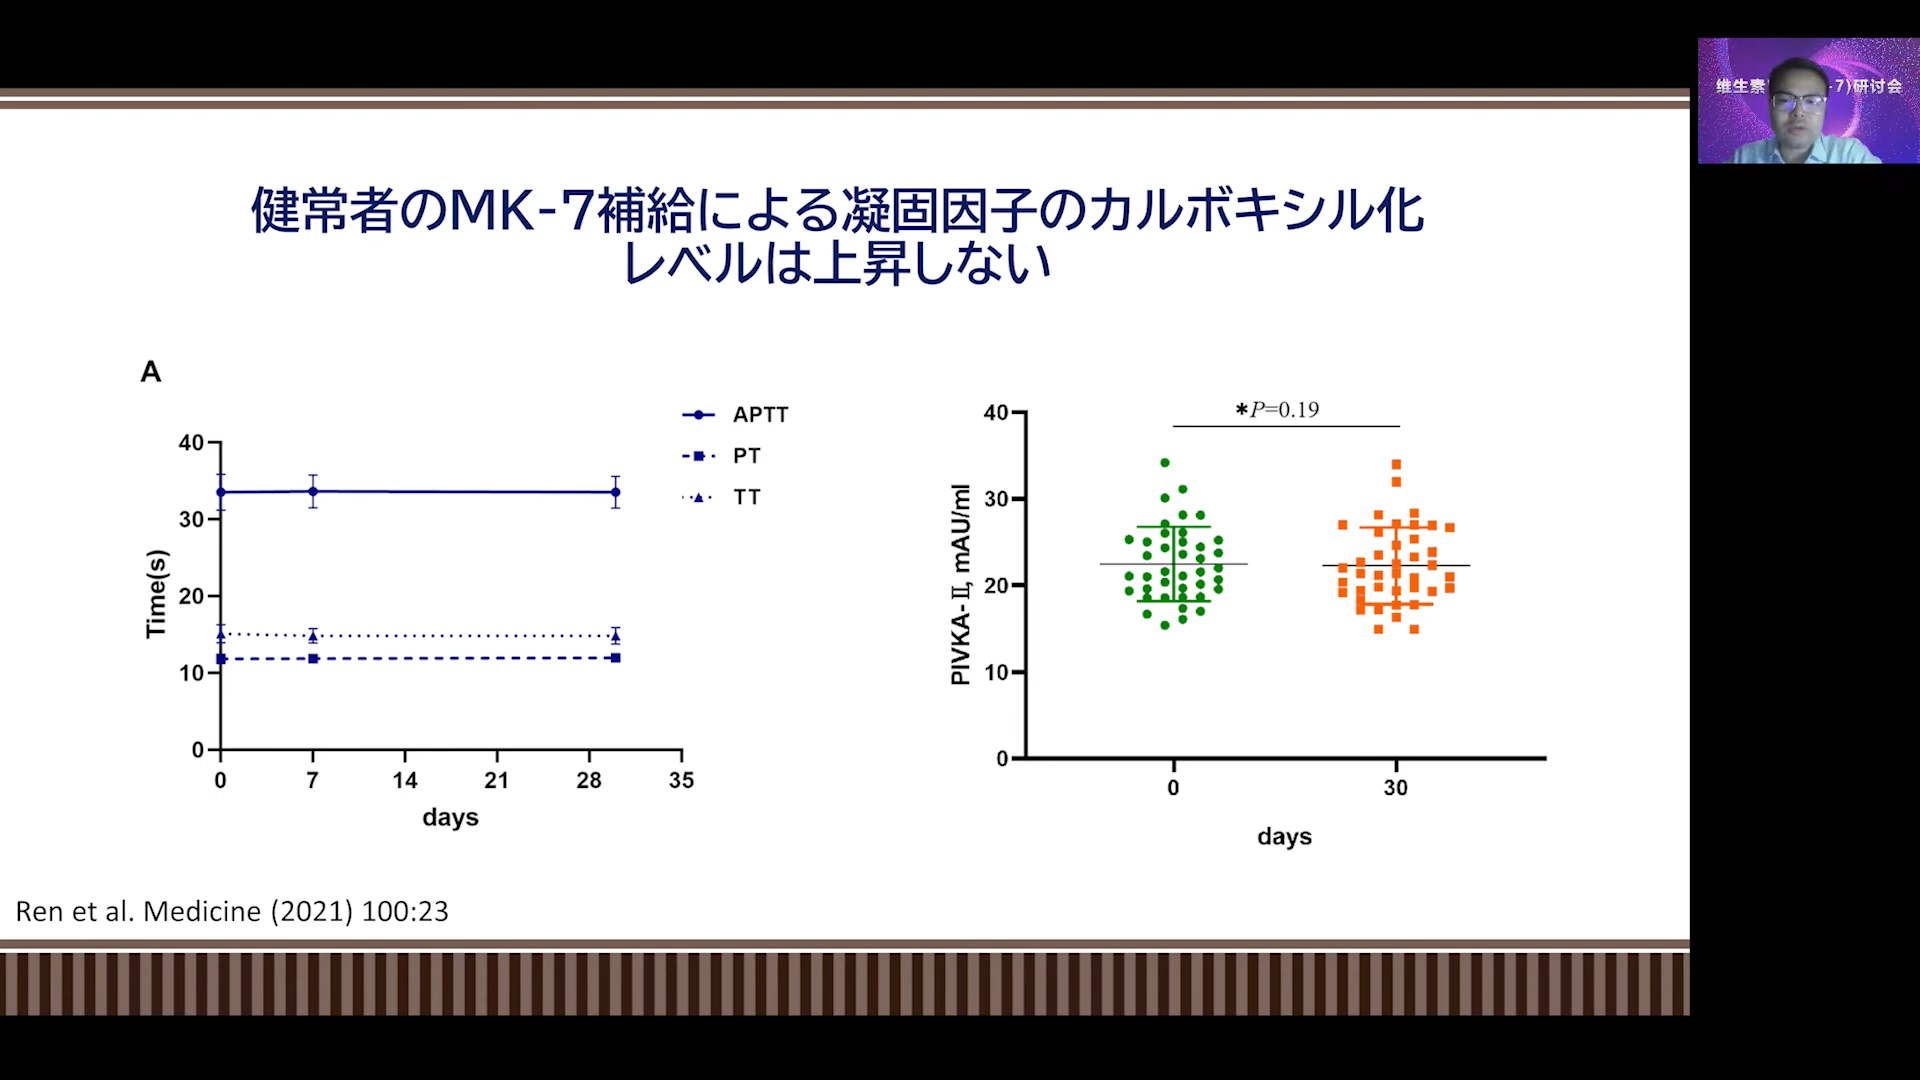 维生素
-7)研讨会
健常者のMK-7補給による凝固因子のカルボキシル化
レベルは上昇しない
A
APTT
PT
TT
40
30
20
10
0
Time(s)
0 7 14 21 28 35
days
*P=0.19
40
30
20
10
0
PIVKA-Ⅱ, mAU/ml
0 30
days
Ren et al. Medicine (2021) 100:23